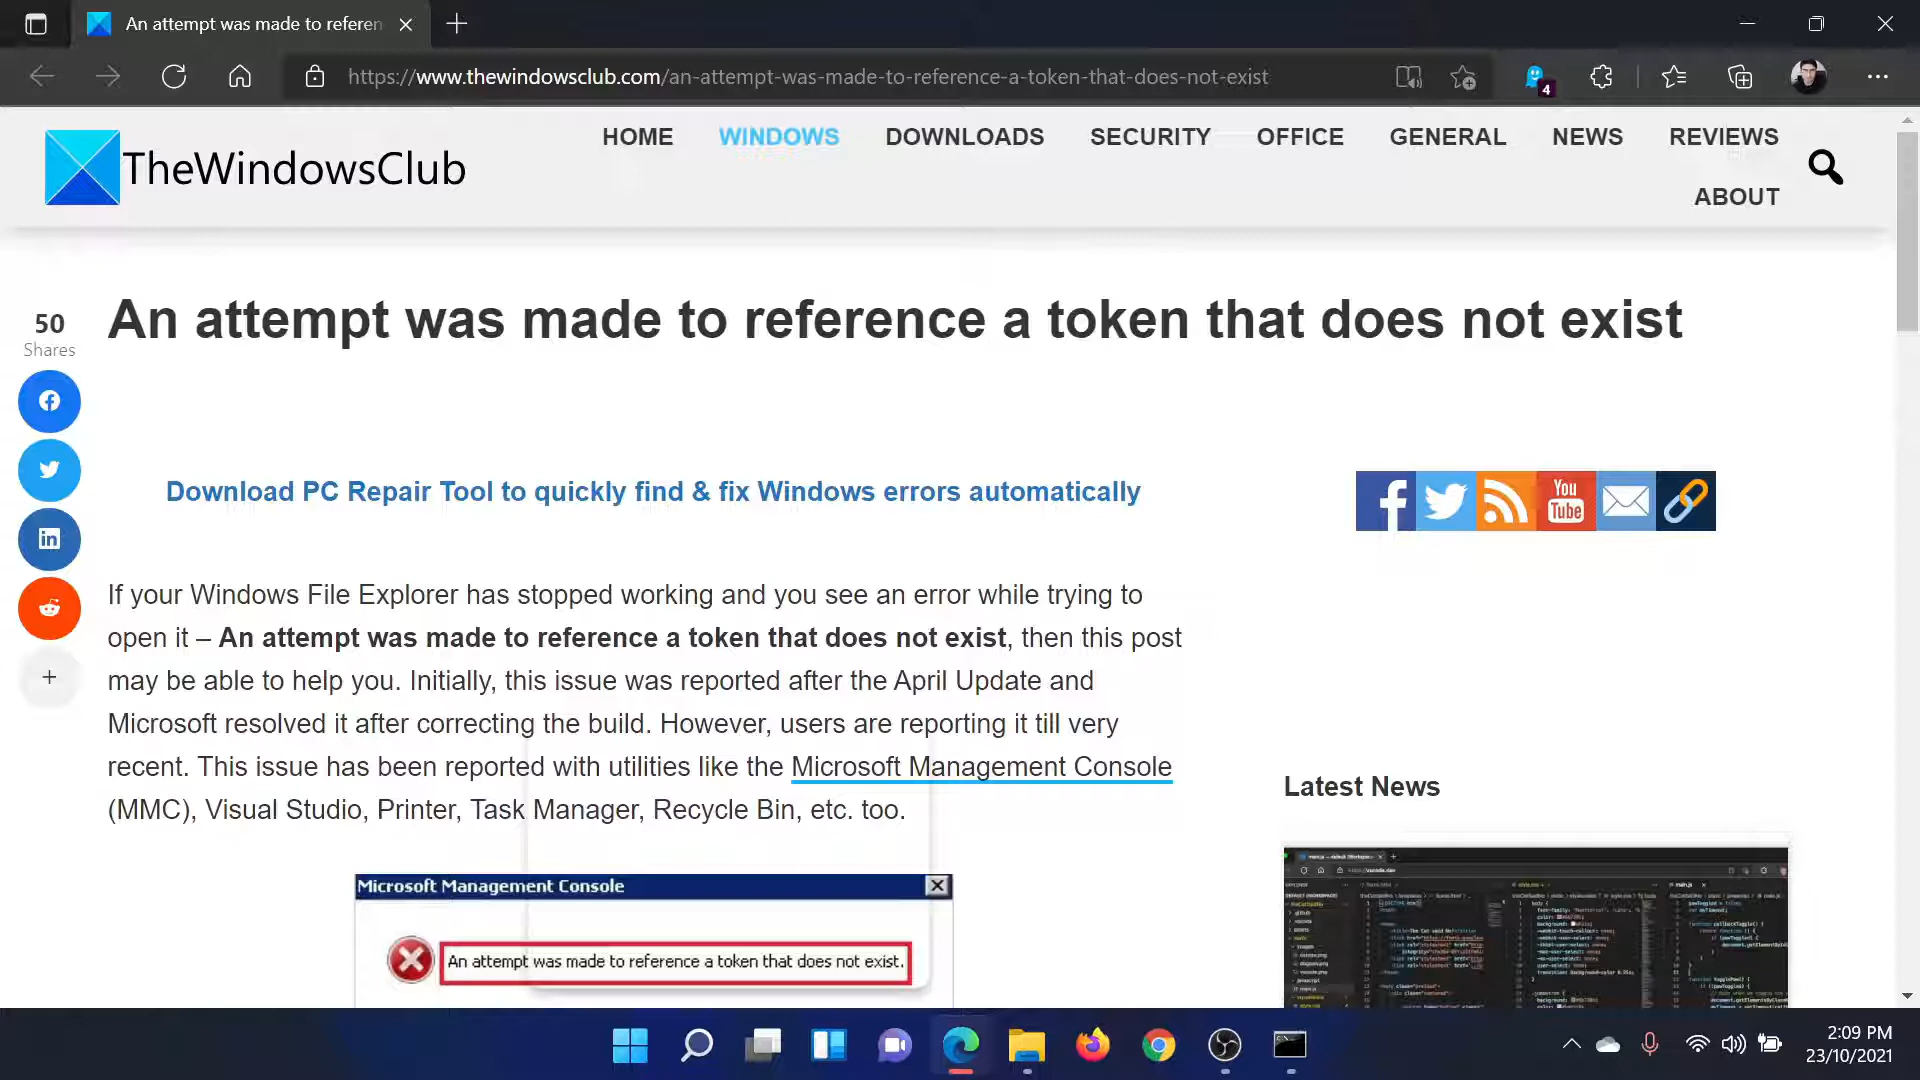 An attempt was made to referen
https://www.thewindowsclub.com/an-attempt-was-made-to-reference-a-token-that-does-not-exist
4
TheWindowsClub
HOME WINDOWS DOWNLOADS SECURITY OFFICE GENERAL NEWS REVIEWS
ABOUT
An attempt was made to reference a token that does not exist
50
Shares
Download PC Repair Tool to quickly find & fix Windows errors automatically
You
Tube
If your Windows File Explorer has stopped working and you see an error while trying to
open it – An attempt was made to reference a token that does not exist, then this post
may be able to help you. Initially, this issue was reported after the April Update and
Microsoft resolved it after correcting the build. However, users are reporting it till very
recent. This issue has been reported with utilities like the Microsoft Management Console
(MMC), Visual Studio, Printer, Task Manager, Recycle Bin, etc. too.
Latest News
Microsoft Management Console
An attempt was made to reference a token that does not exist.
2:09 PM
23/10/2021